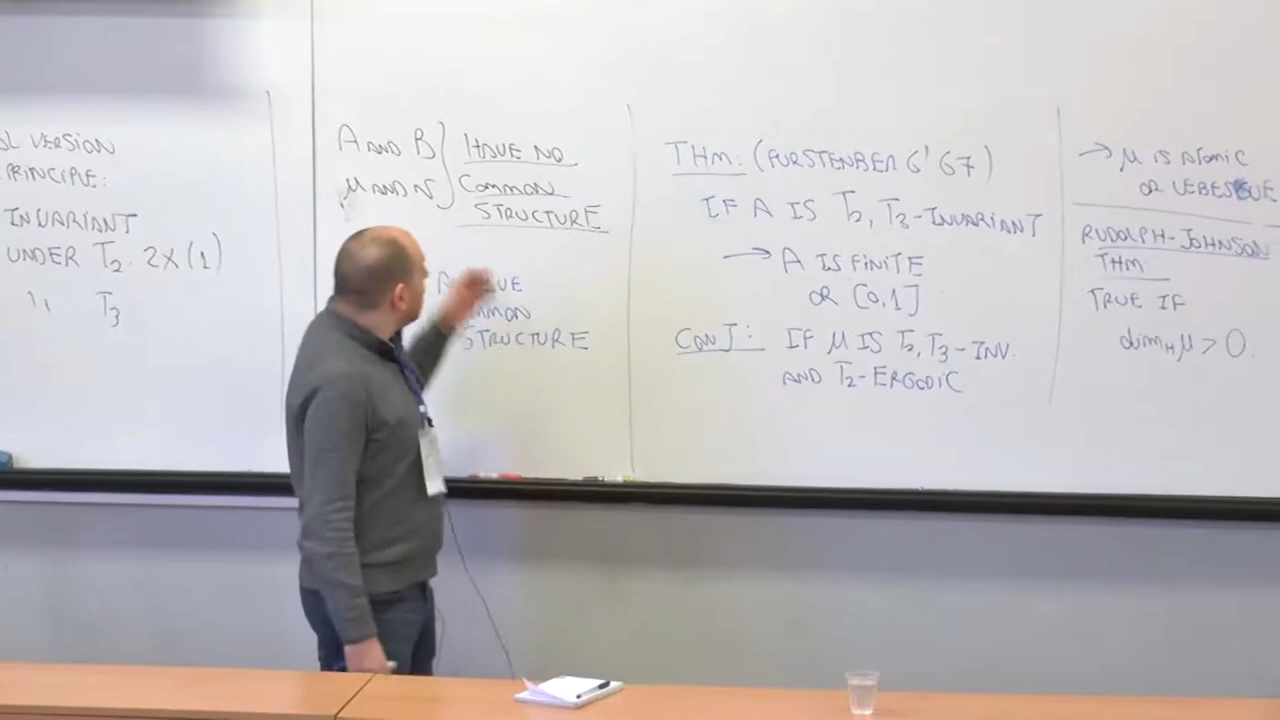 VERSION
PRINCIPLE:
INVARIANT
UNDER T₂ 2X(1)
" T₃
A AND B } HAVE NO
μ AND ν COMMON
STRUCTURE
STRUCTURE
THM: (FURSTENBERG '67)
IF A IS T₂, T₃-INVARIANT
→ A IS FINITE
OR [0,1]
CONJ: IF μ IS T₂, T₃-INV.
AND T₂-ERGODIC
→ μ IS ATOMIC
OR LEBESGUE
RUDOLPH-JOHNSON
THM
TRUE IF
dim_H μ > 0.